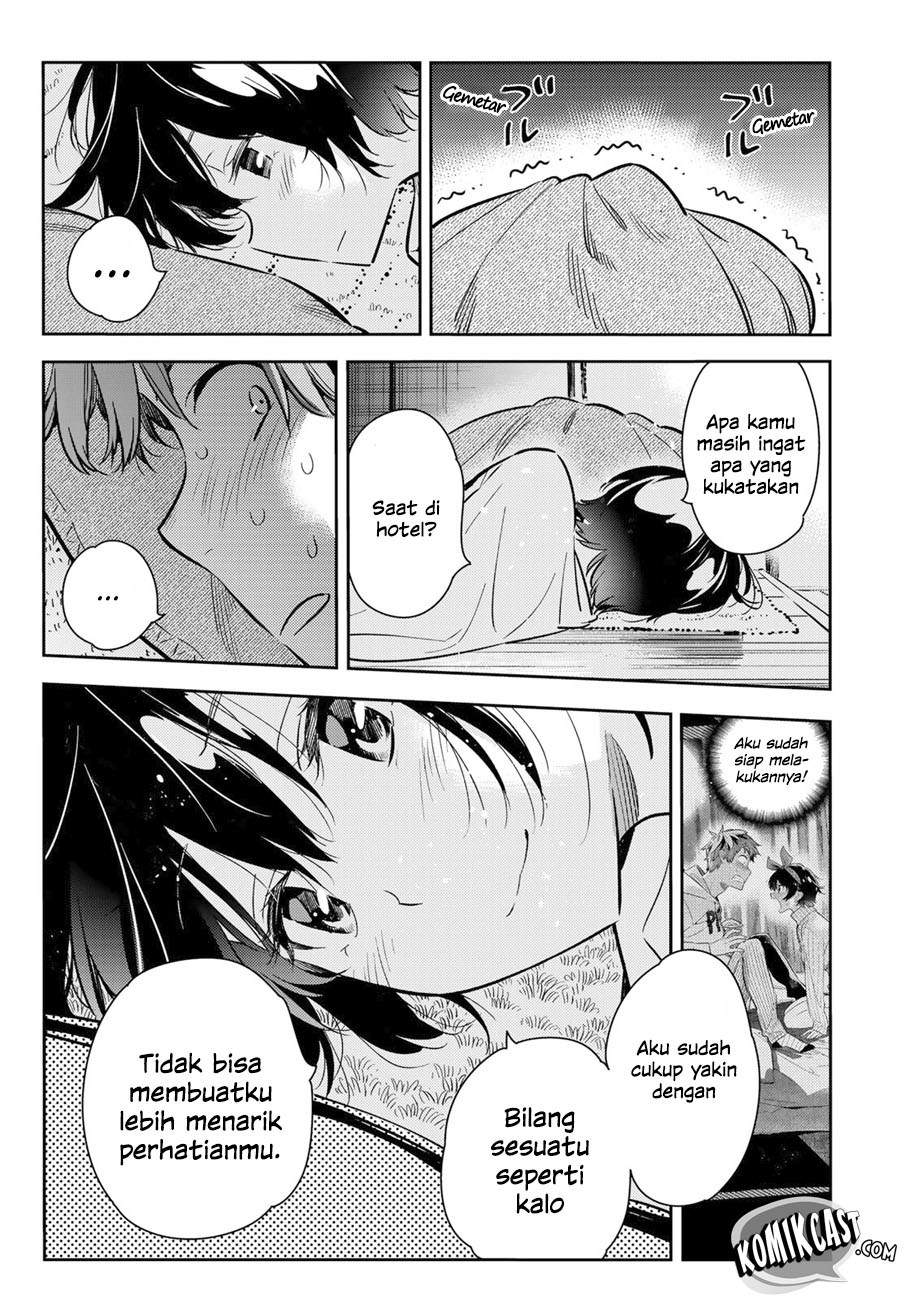 ブル
Gemetar
ブル
Gemetar
...
Apa kamu
masih ingat
apa yang
kukatakan
Saat di
hotel?
...
Aku sudah
siap mela-
kukannya!
Aku sudah
cukup yakin
dengan
Bilang
sesuatu
seperti
kalo
Tidak bisa
membuatku
lebih menarik
perhatianmu.
KOMIKCAST
.COM